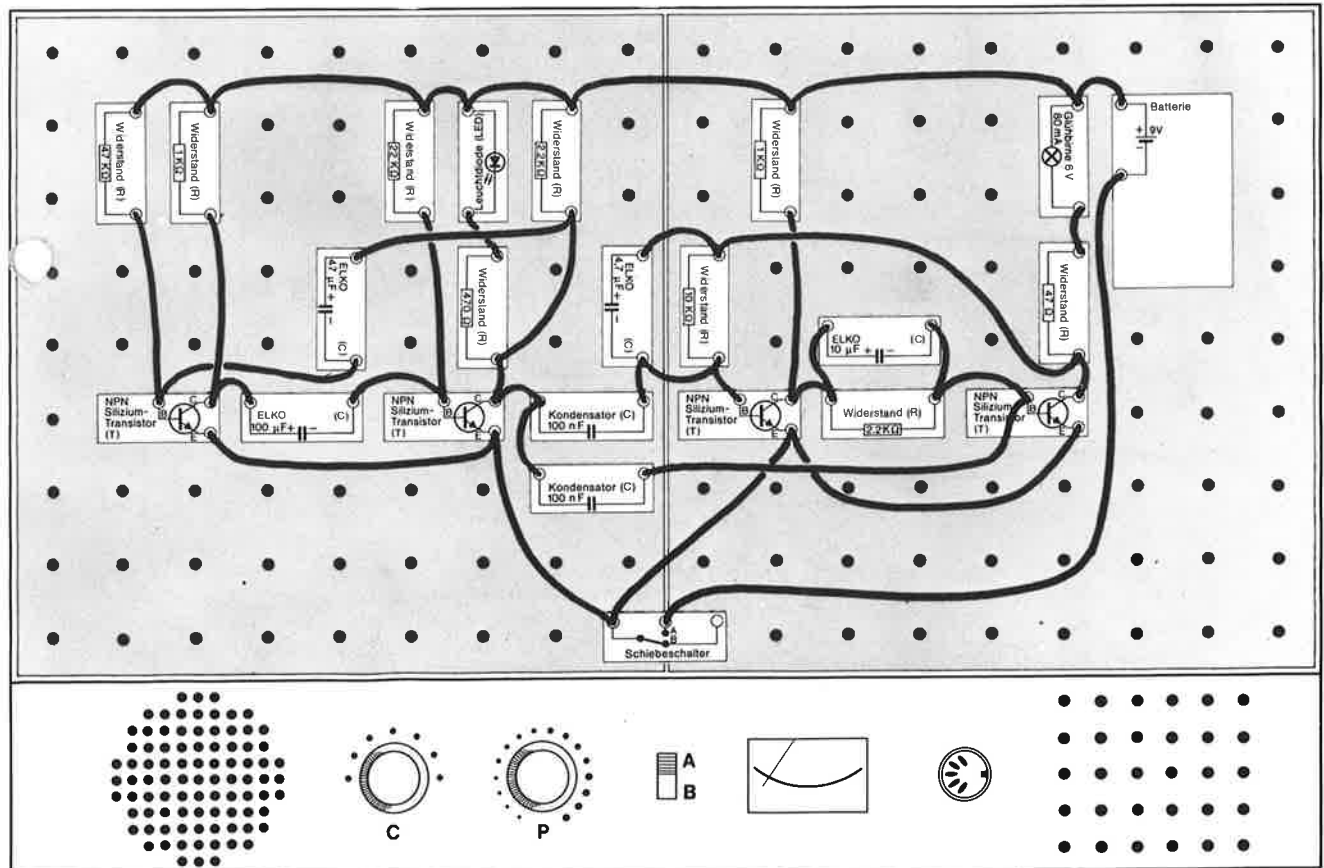 Widerstand (R)
47 KΩ
Widerstand (R)
1 KΩ
Widerstand (R)
22 KΩ
Leuchtdiode (LED)
Widerstand (R)
2.2 KΩ
Widerstand (R)
1 KΩ
Glühbirne 6 V
80 mA
Batterie
+ 9V
-
ELKO
47 µF + -
(C)
Widerstand (R)
470 Ω
ELKO
4,7 µF + -
(C)
Widerstand (R)
10 KΩ
ELKO (C)
10 µF + -
Widerstand (R)
47 Ω
NPN
Silizium-
Transistor
(T)
B
C
E
ELKO (C)
100 µF + -
NPN
Silizium-
Transistor
(T)
B
C
E
Kondensator (C)
100 nF
NPN
Silizium-
Transistor
(T)
B
C
E
Widerstand (R)
2.2 KΩ
NPN
Silizium-
Transistor
(T)
B
C
E
Kondensator (C)
100 nF
A
B
Schiebeschalter
C
P
A
B